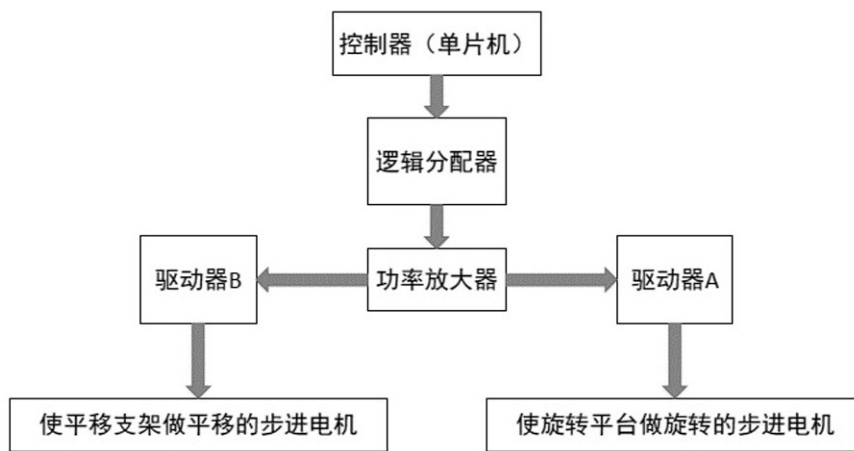 控制器（单片机）
逻辑分配器
驱动器B
功率放大器
驱动器A
使平移支架做平移的步进电机
使旋转平台做旋转的步进电机